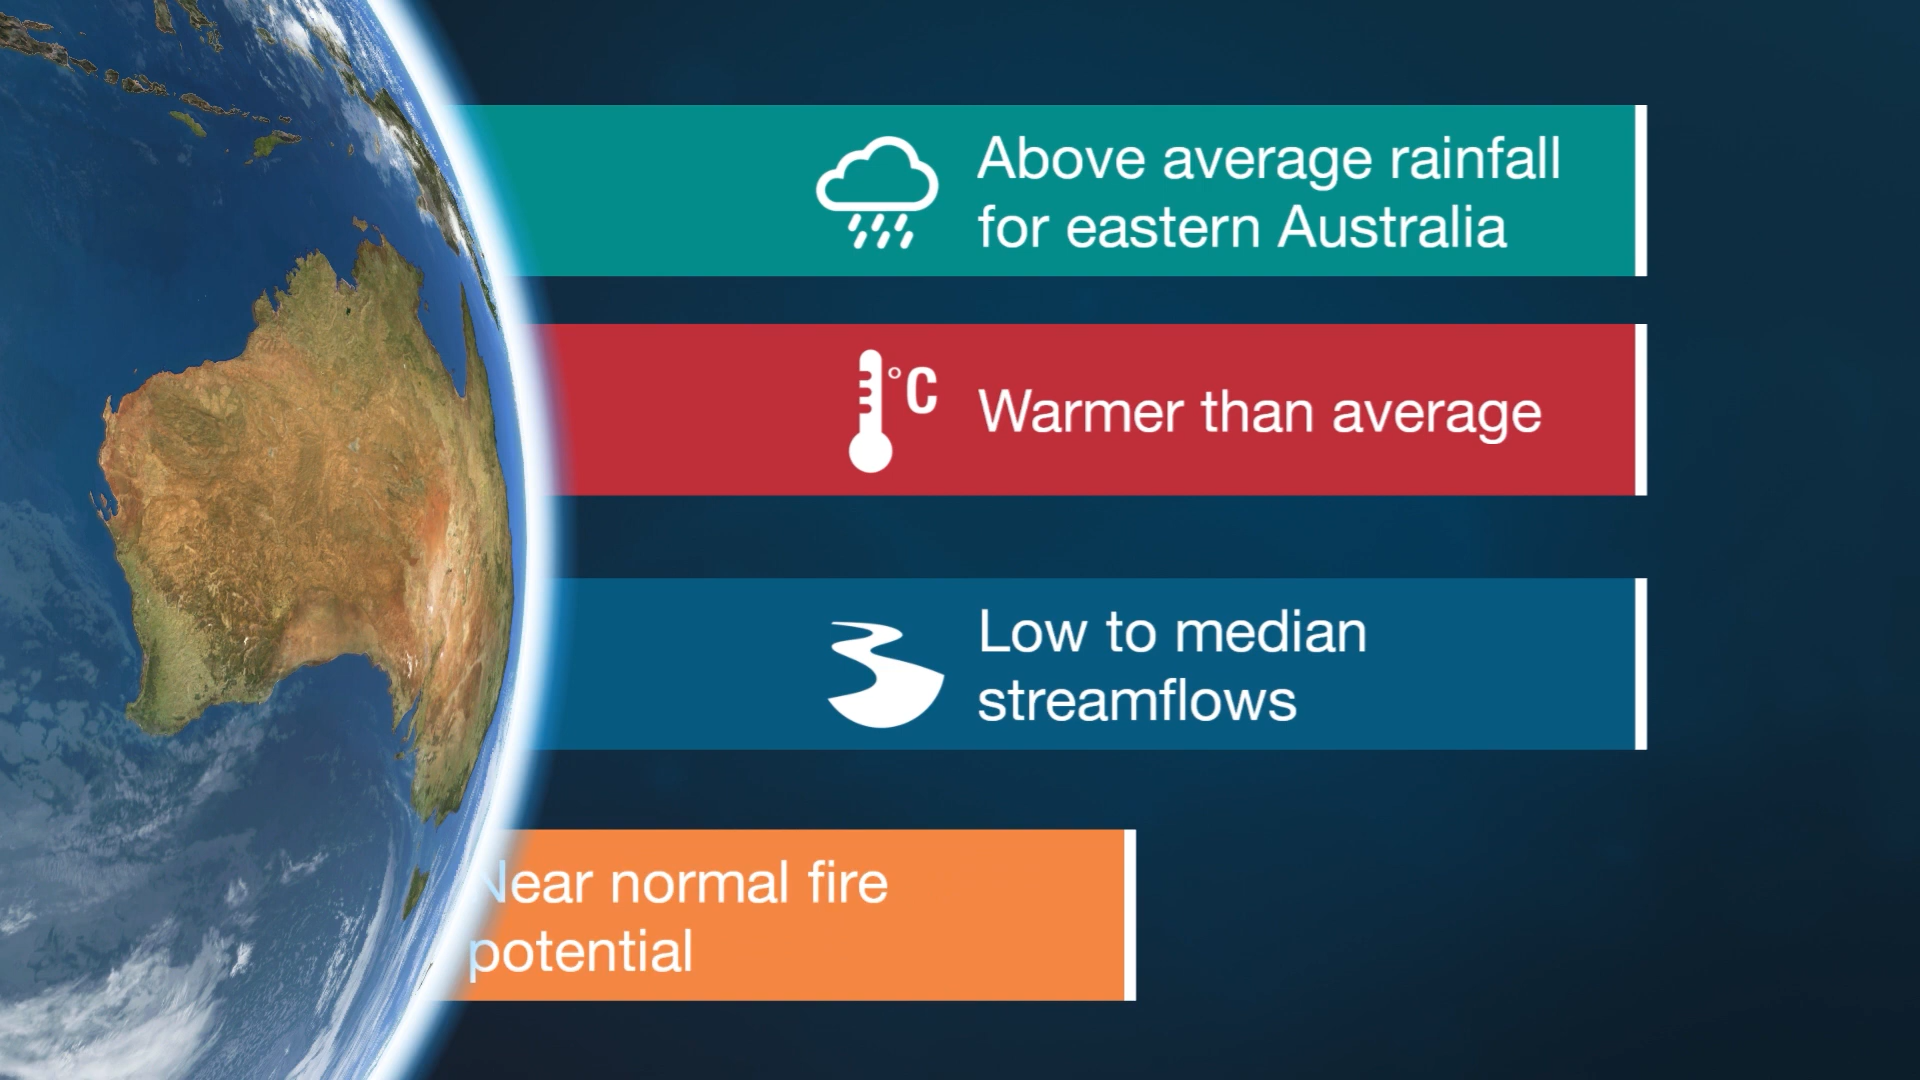 Above average rainfall
for eastern Australia
°C
Warmer than average
Low to median
streamflows
Near normal fire
potential